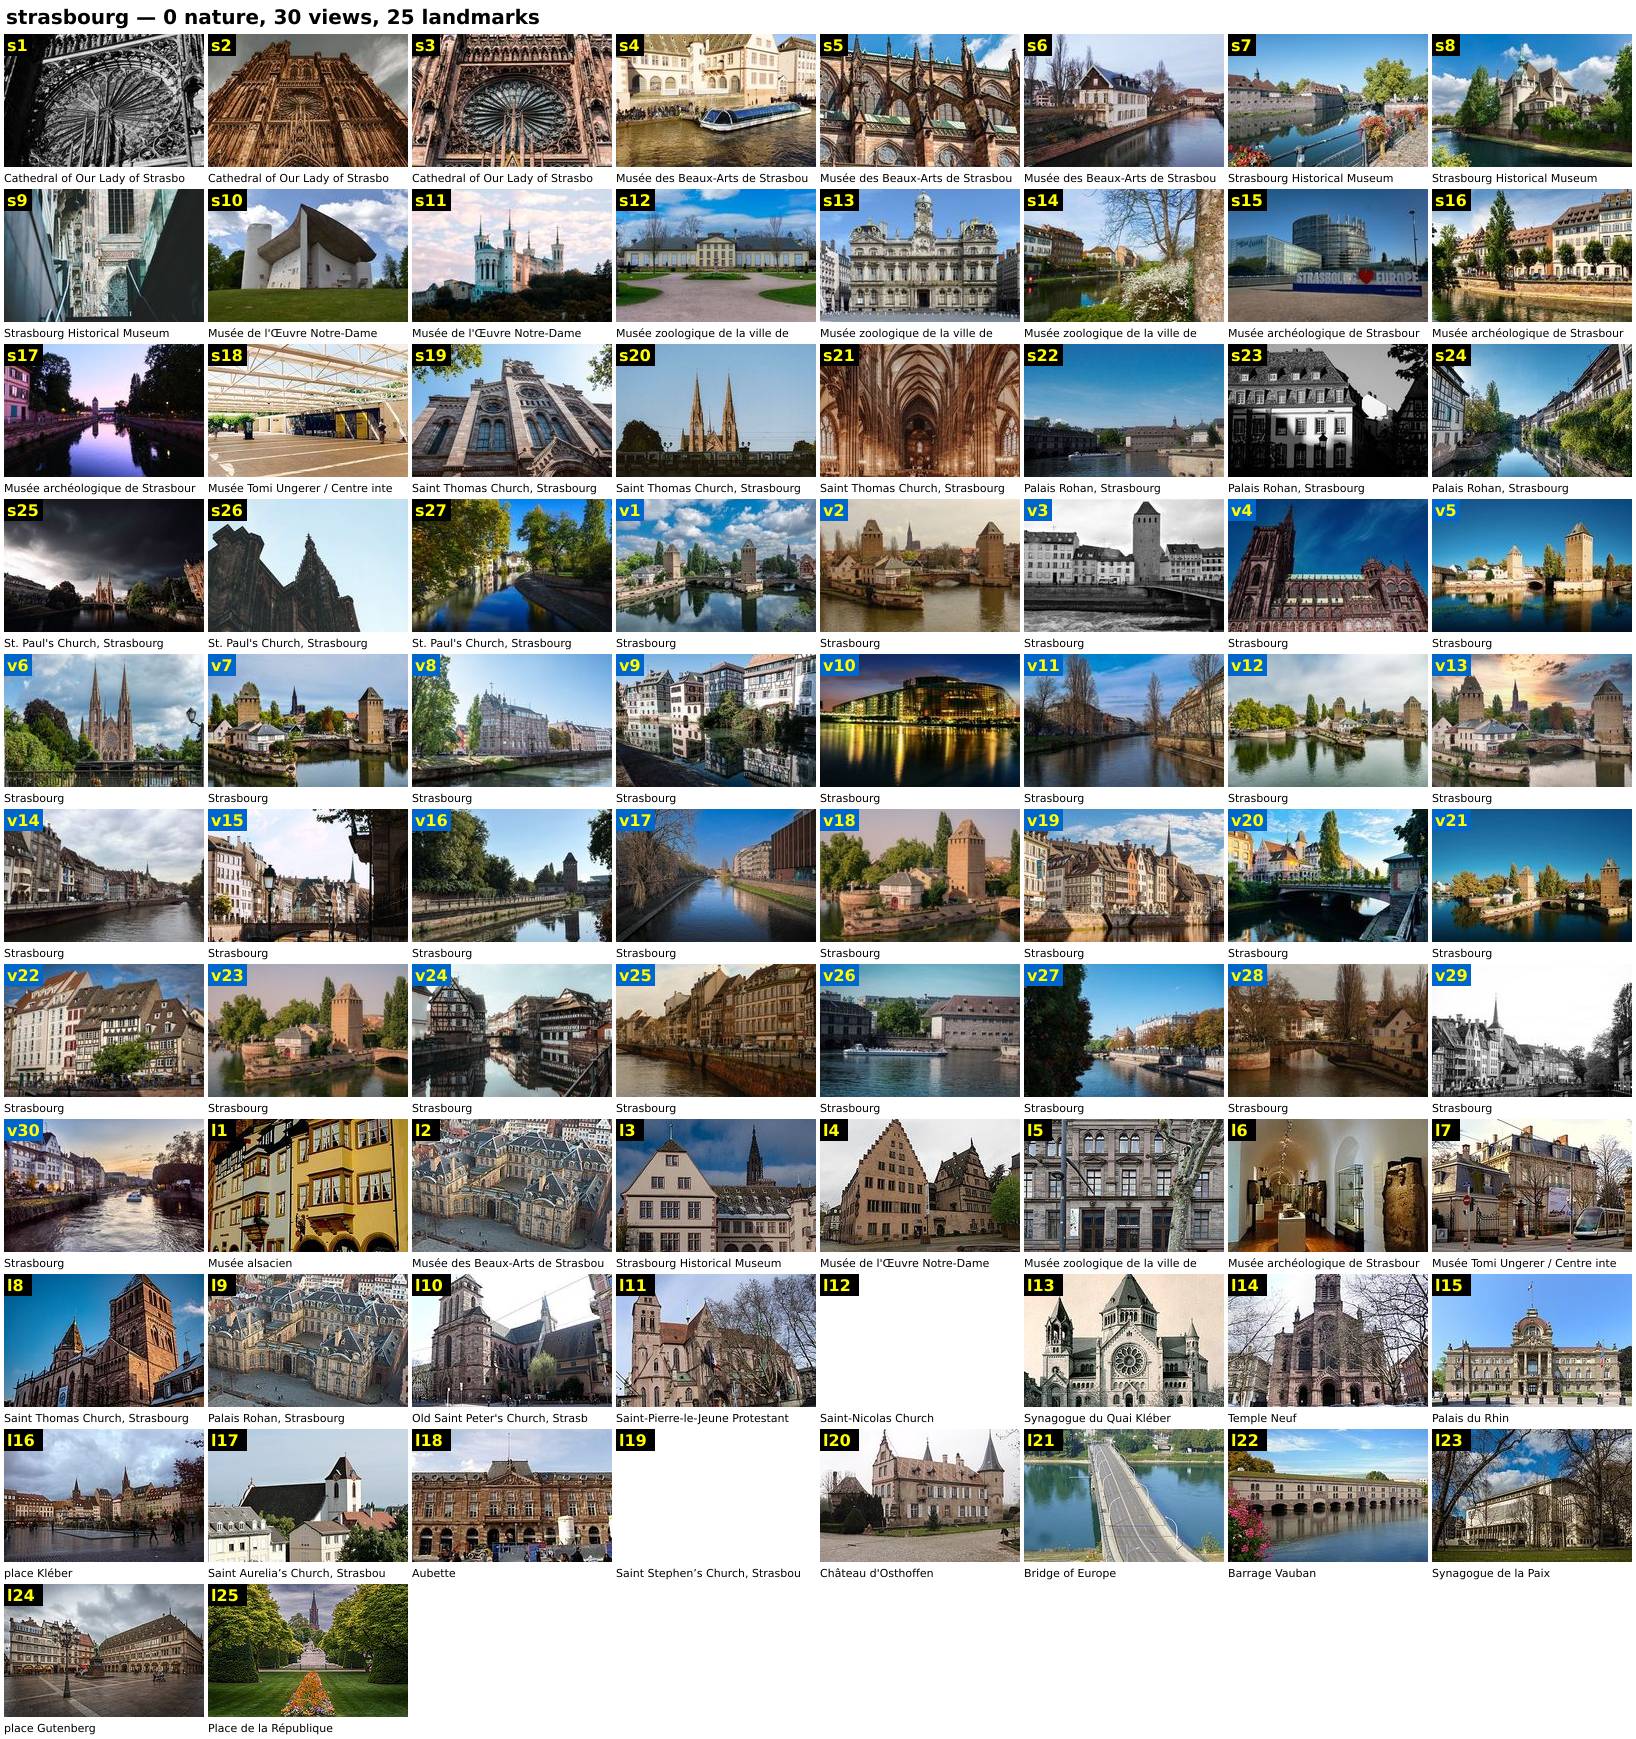 strasbourg — 0 nature, 30 views, 25 landmarks
s1 s2 s3 s4 s5 s6 s7 s8
Cathedral of Our Lady of Strasbo Cathedral of Our Lady of Strasbo Cathedral of Our Lady of Strasbo Musée des Beaux-Arts de Strasbou Musée des Beaux-Arts de Strasbou Musée des Beaux-Arts de Strasbou Strasbourg Historical Museum Strasbourg Historical Museum
s9 s10 s11 s12 s13 s14 s15 s16
STRASBOURG EUROPE
Strasbourg Historical Museum Musée de l'Œuvre Notre-Dame Musée de l'Œuvre Notre-Dame Musée zoologique de la ville de Musée zoologique de la ville de Musée zoologique de la ville de Musée archéologique de Strasbour Musée archéologique de Strasbour
s17 s18 s19 s20 s21 s22 s23 s24
Musée archéologique de Strasbour Musée Tomi Ungerer / Centre inte Saint Thomas Church, Strasbourg Saint Thomas Church, Strasbourg Saint Thomas Church, Strasbourg Palais Rohan, Strasbourg Palais Rohan, Strasbourg Palais Rohan, Strasbourg
s25 s26 s27 v1 v2 v3 v4 v5
St. Paul's Church, Strasbourg St. Paul's Church, Strasbourg St. Paul's Church, Strasbourg Strasbourg Strasbourg Strasbourg Strasbourg Strasbourg
v6 v7 v8 v9 v10 v11 v12 v13
Strasbourg Strasbourg Strasbourg Strasbourg Strasbourg Strasbourg Strasbourg Strasbourg
v14 v15 v16 v17 v18 v19 v20 v21
Strasbourg Strasbourg Strasbourg Strasbourg Strasbourg Strasbourg Strasbourg Strasbourg
v22 v23 v24 v25 v26 v27 v28 v29
Strasbourg Strasbourg Strasbourg Strasbourg Strasbourg Strasbourg Strasbourg Strasbourg
v30 l1 l2 l3 l4 l5 l6 l7
Strasbourg Musée alsacien Musée des Beaux-Arts de Strasbou Strasbourg Historical Museum Musée de l'Œuvre Notre-Dame Musée zoologique de la ville de Musée archéologique de Strasbour Musée Tomi Ungerer / Centre inte
l8 l9 l10 l11 l12 l13 l14 l15
Saint Thomas Church, Strasbourg Palais Rohan, Strasbourg Old Saint Peter's Church, Strasb Saint-Pierre-le-Jeune Protestant Saint-Nicolas Church Synagogue du Quai Kléber Temple Neuf Palais du Rhin
l16 l17 l18 l19 l20 l21 l22 l23
place Kléber Saint Aurelia’s Church, Strasbou Aubette Saint Stephen’s Church, Strasbou Château d'Osthoffen Bridge of Europe Barrage Vauban Synagogue de la Paix
l24 l25
place Gutenberg Place de la République